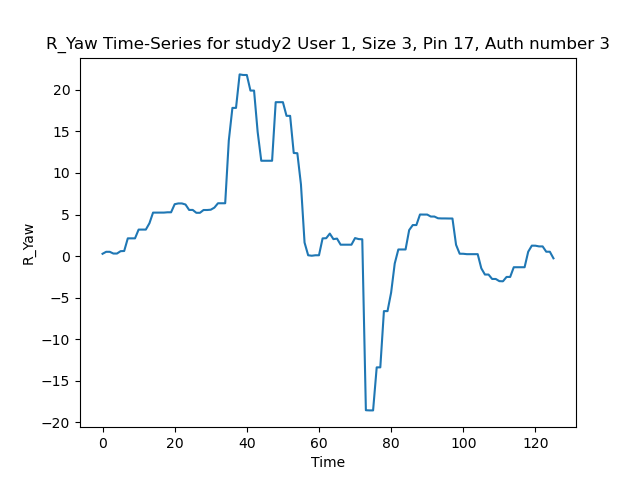 R_Yaw Time-Series for study2 User 1, Size 3, Pin 17, Auth number 3
R_Yaw
20
15
10
5
0
−5
−10
−15
−20
0 20 40 60 80 100 120
Time